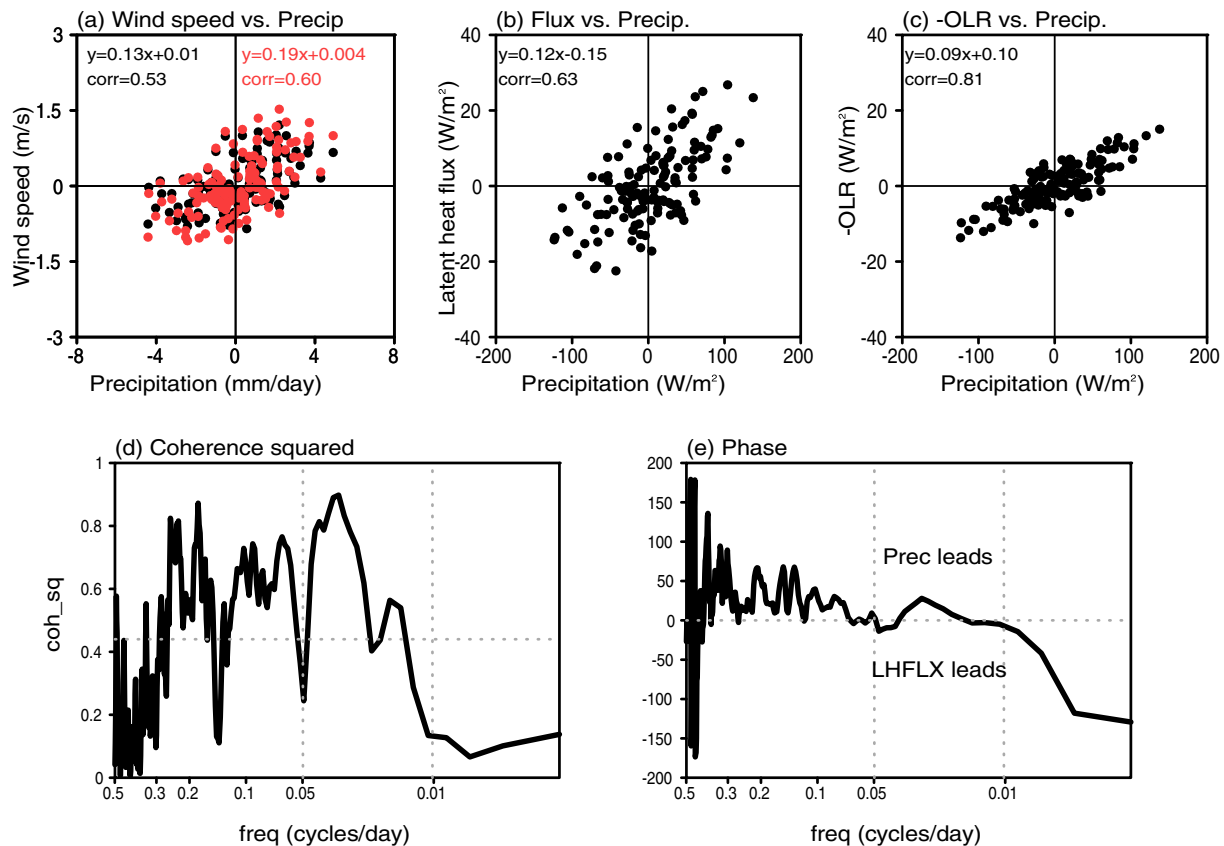 (a) Wind speed vs. Precip
y=0.13x+0.01
corr=0.53
y=0.19x+0.004
corr=0.60
Wind speed (m/s)
3
1.5
0
-1.5
-3
-8
-4
0
4
8
Precipitation (mm/day)
(b) Flux vs. Precip.
y=0.12x-0.15
corr=0.63
Latent heat flux (W/m²)
40
20
0
-20
-40
-200
-100
0
100
200
Precipitation (W/m²)
(c) -OLR vs. Precip.
y=0.09x+0.10
corr=0.81
-OLR (W/m²)
40
20
0
-20
-40
-200
-100
0
100
200
Precipitation (W/m²)
(d) Coherence squared
coh_sq
1
0.8
0.6
0.4
0.2
0
0.5
0.3
0.2
0.1
0.05
0.01
freq (cycles/day)
(e) Phase
200
150
100
50
0
-50
-100
-150
-200
Prec leads
LHFLX leads
0.5
0.3
0.2
0.1
0.05
0.01
freq (cycles/day)